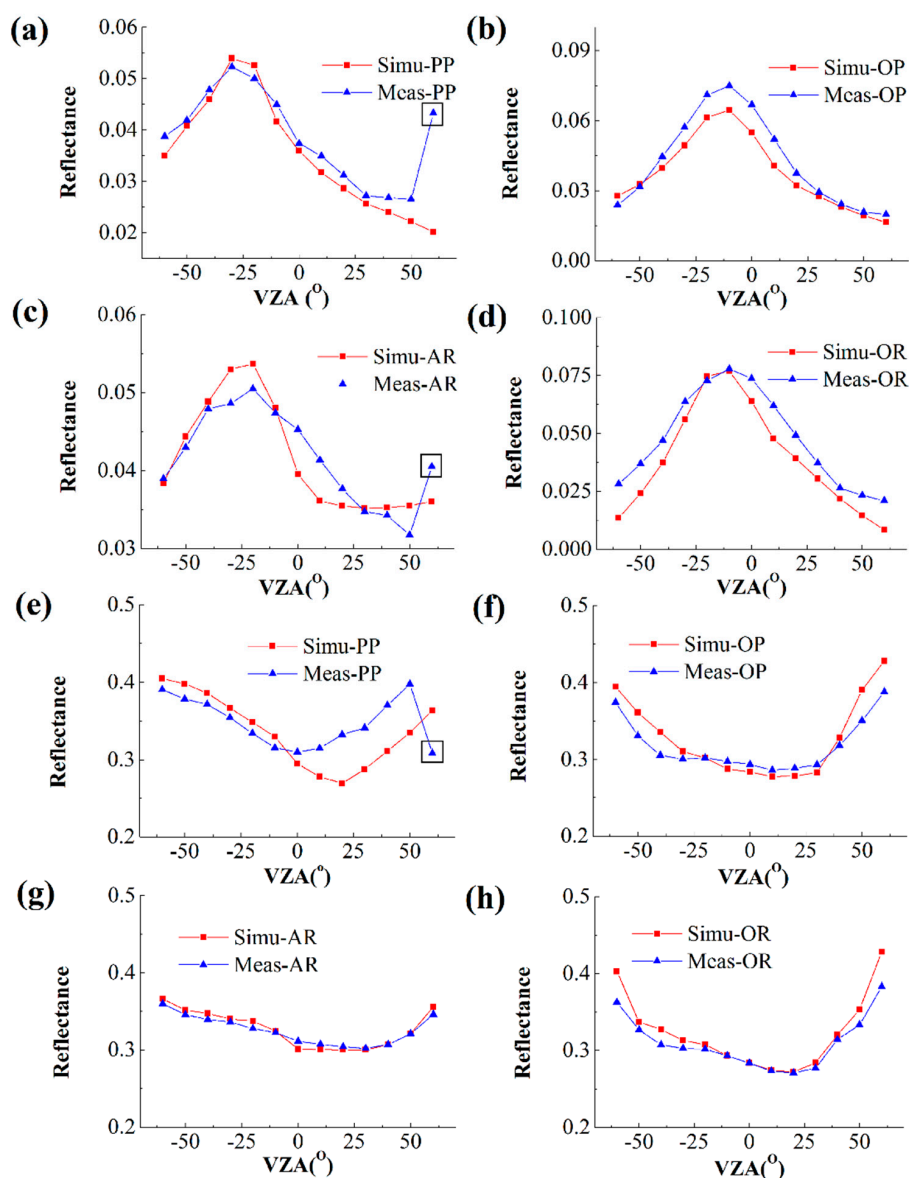 (a)
0.06
0.05
0.04
0.03
0.02
Reflectance
Simu-PP
Mcas-PP
-50 -25 0 25 50
VZA (O)
(b)
0.09
0.06
0.03
0.00
Reflectance
Simu-OP
Mcas-OP
-50 -25 0 25 50
VZA(O)
(c)
0.06
0.05
0.04
0.03
Reflectance
Simu-AR
Meas-AR
-50 -25 0 25 50
VZA(O)
(d)
0.100
0.075
0.050
0.025
0.000
Reflectance
Simu-OR
Meas-OR
-50 -25 0 25 50
VZA(O)
(e)
0.5
0.4
0.3
0.2
Reflectance
Simu-PP
Meas-PP
-50 -25 0 25 50
VZA(o)
(f)
0.5
0.4
0.3
0.2
Reflectance
Simu-OP
Meas-OP
-50 -25 0 25 50
VZA(O)
(g)
0.5
0.4
0.3
0.2
Reflectance
Simu-AR
Meas-AR
-50 -25 0 25 50
VZA(O)
(h)
0.5
0.4
0.3
0.2
Reflectance
Simu-OR
Mcas-OR
-50 -25 0 25 50
VZA(O)